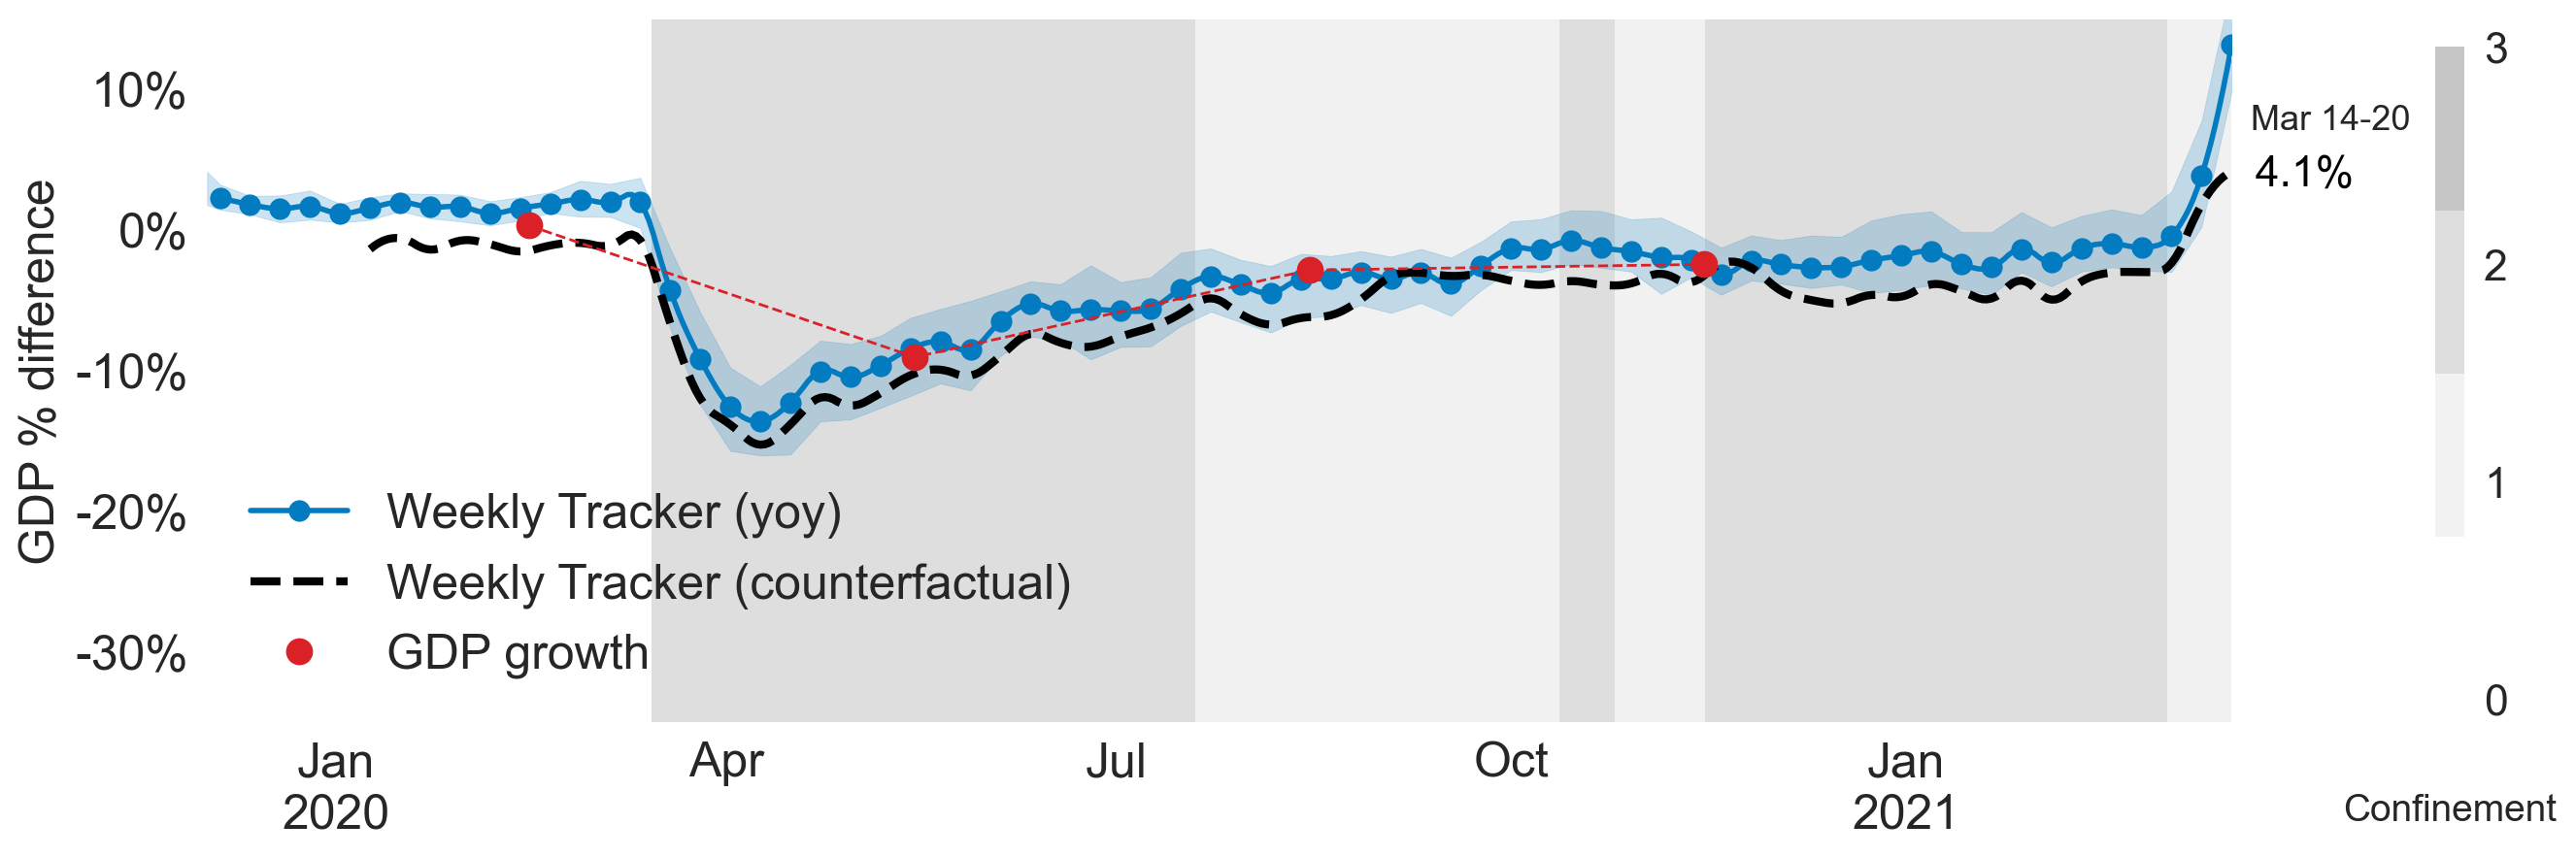 GDP % difference
10%
0%
-10%
-20%
-30%
Weekly Tracker (yoy)
Weekly Tracker (counterfactual)
GDP growth
Jan
2020
Apr
Jul
Oct
Jan
2021
Mar 14-20
4.1%
3
2
1
0
Confinement